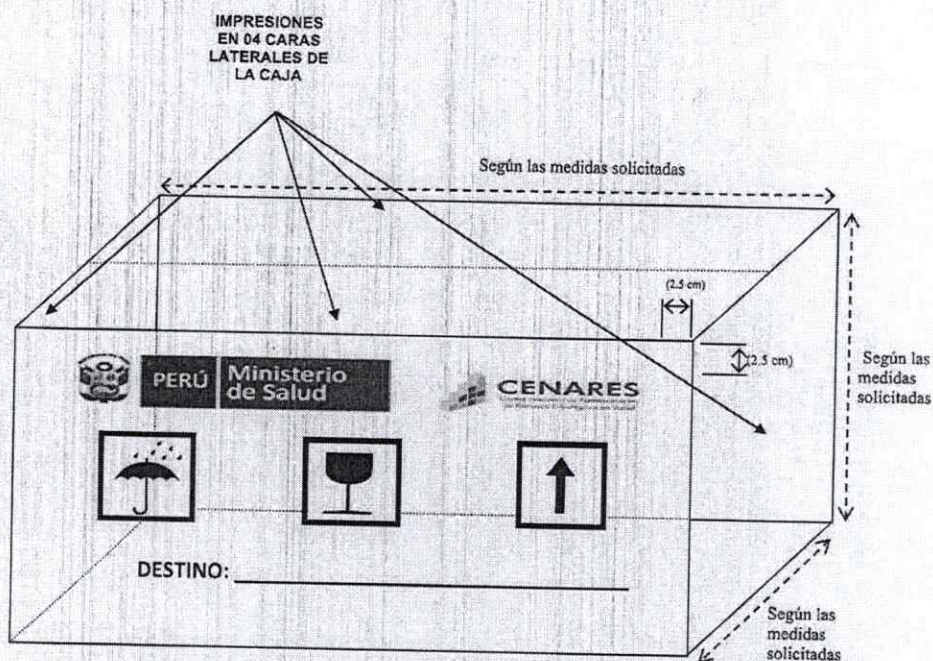 IMPRESIONES
EN 04 CARAS
LATERALES DE
LA CAJA
Según las medidas solicitadas
(2.5 cm)
(2.5 cm)
Según las
medidas
solicitadas
PERÚ
Ministerio
de Salud
CENARES
DESTINO:
Según las
medidas
solicitadas